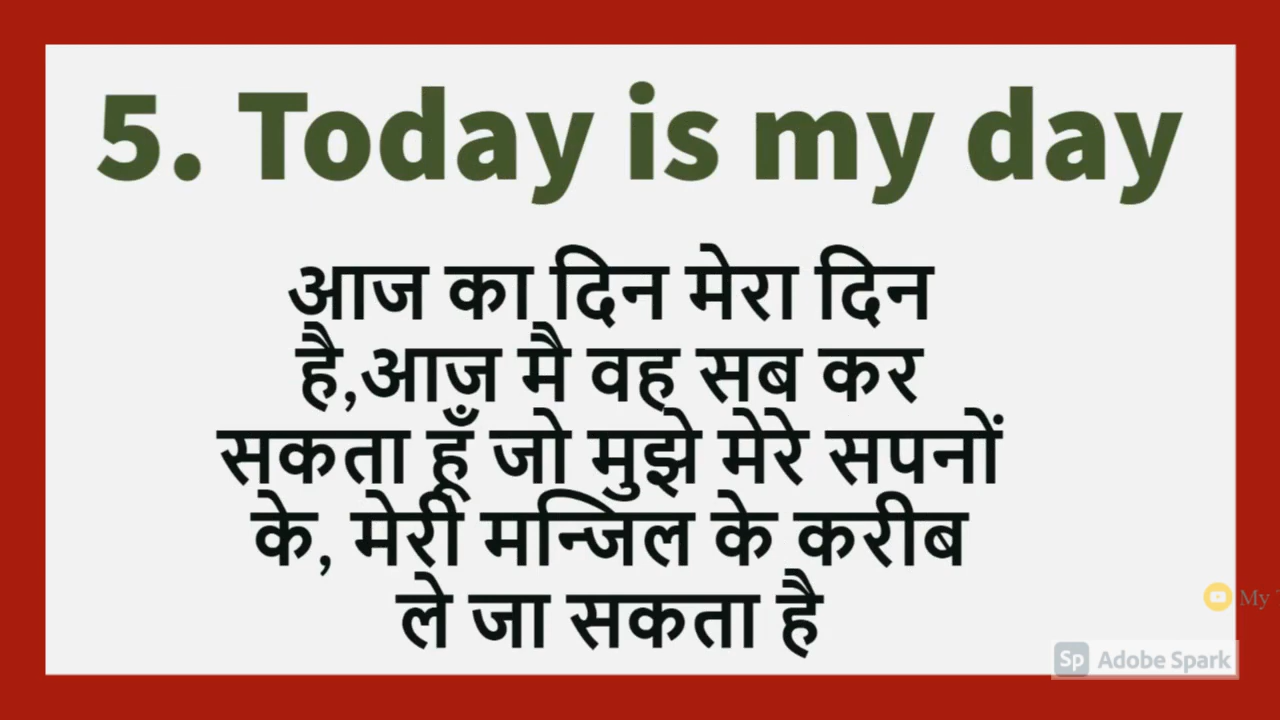 5. Today is my day
आज का दिन मेरा दिन
है,आज मै वह सब कर
सकता हूँ जो मुझे मेरे सपनों
के, मेरी मन्जिल के करीब
ले जा सकता है
My
Sp Adobe Spark